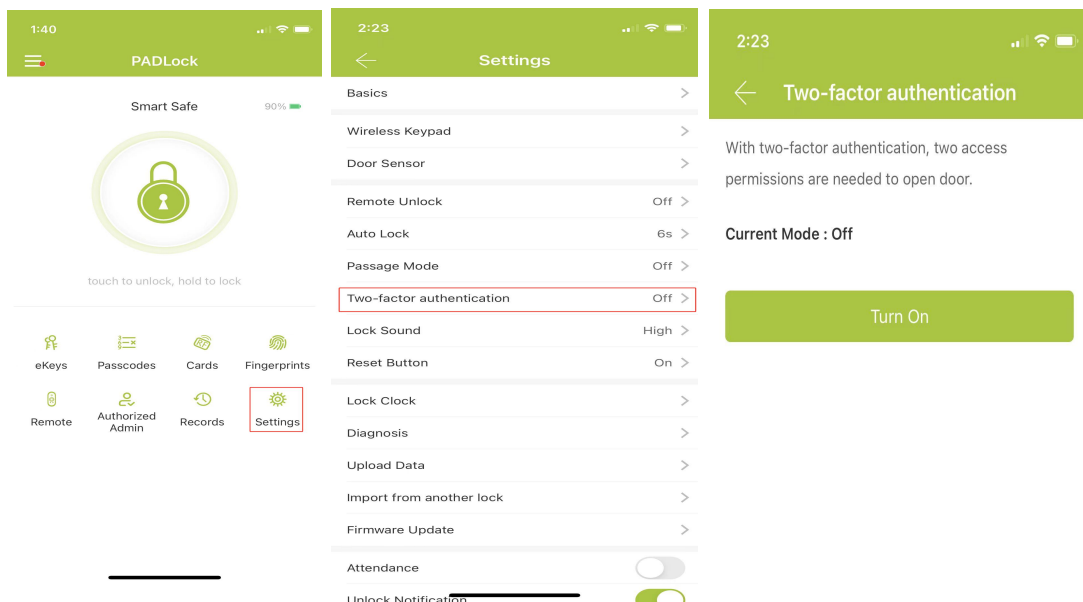 1:40
PADLock
Smart Safe
90%
touch to unlock, hold to lock
eKeys
Passcodes
Cards
Fingerprints
Remote
Authorized
Admin
Records
Settings
2:23
Settings
Basics
Wireless Keypad
Door Sensor
Remote Unlock Off
Auto Lock 6s
Passage Mode Off
Two-factor authentication Off
Lock Sound High
Reset Button On
Lock Clock
Diagnosis
Upload Data
Import from another lock
Firmware Update
Attendance
Unlock Notification
2:23
Two-factor authentication
With two-factor authentication, two access
permissions are needed to open door.
Current Mode : Off
Turn On